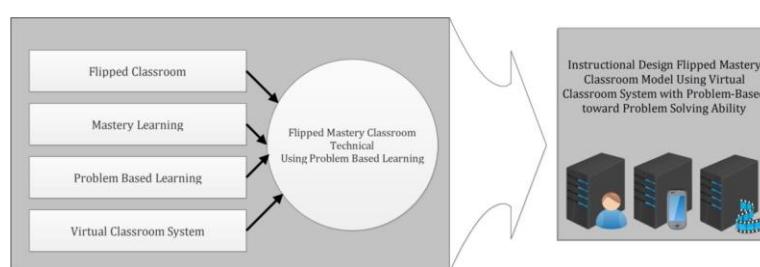 Flipped Classroom
Mastery Learning
Problem Based Learning
Virtual Classroom System
Flipped Mastery Classroom
Technical
Using Problem Based Learning
Instructional Design Flipped Mastery
Classroom Model Using Virtual
Classroom System with Problem-Based
toward Problem Solving Ability